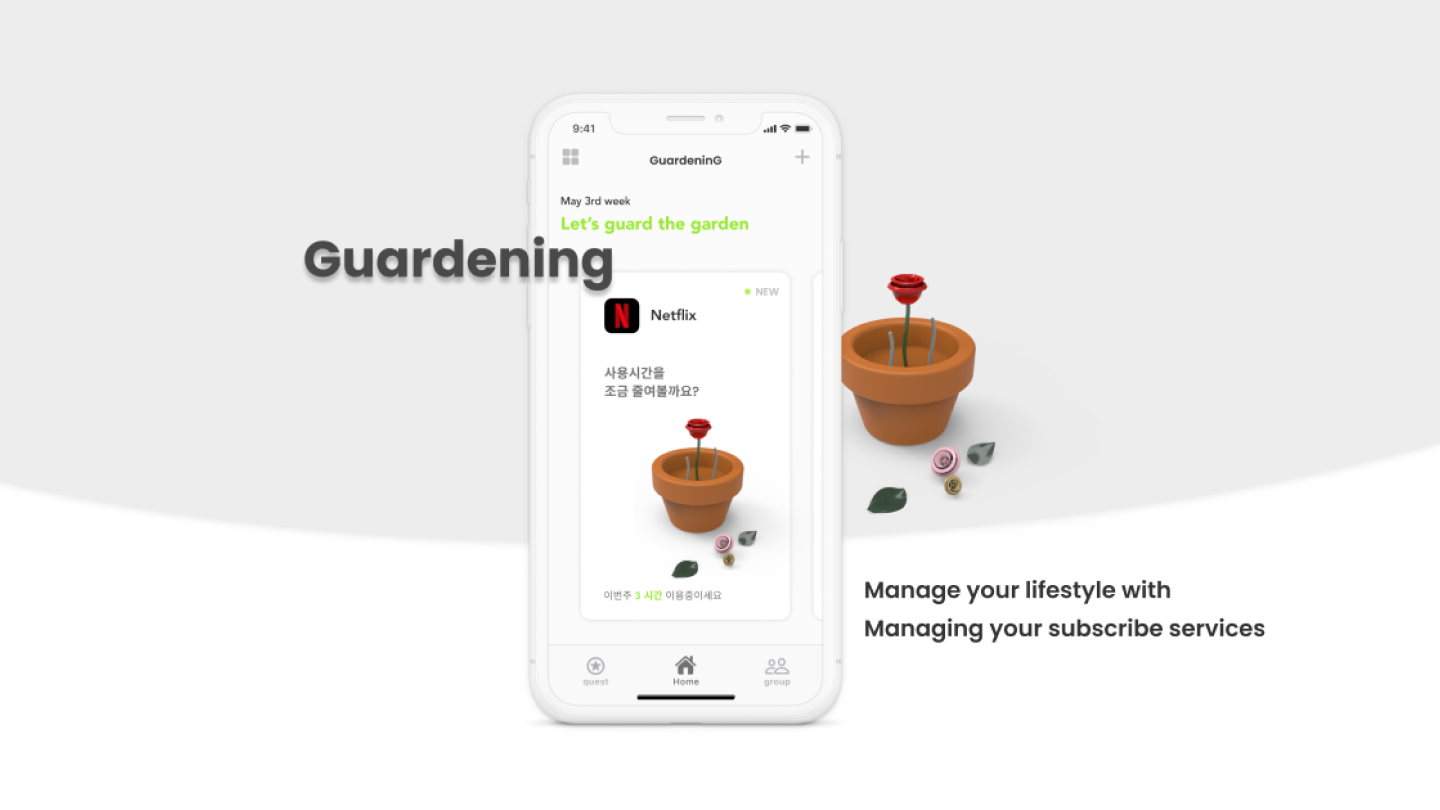 9:41
GuardeninG
May 3rd week
Let's guard the garden
Guardening
NEW
N
Netflix
사용시간을
조금 줄여볼까요?
이번주 3 시간 이용중이세요
Manage your lifestyle with
Managing your subscribe services
quest
Home
group